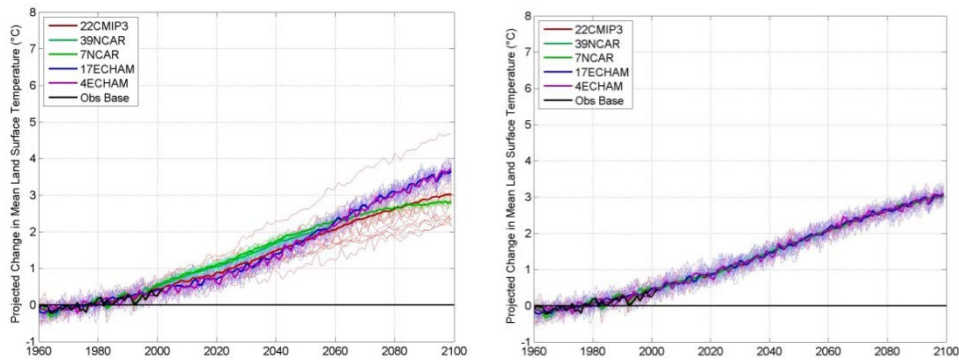 Projected Change in Mean Land Surface Temperature (°C)
8
7
6
5
4
3
2
1
0
-1
22CMIP3
39NCAR
7NCAR
17ECHAM
4ECHAM
Obs Base
1960 1980 2000 2020 2040 2060 2080 2100
Projected Change in Mean Land Surface Temperature (°C)
8
7
6
5
4
3
2
1
0
-1
22CMIP3
39NCAR
7NCAR
17ECHAM
4ECHAM
Obs Base
1960 1980 2000 2020 2040 2060 2080 2100